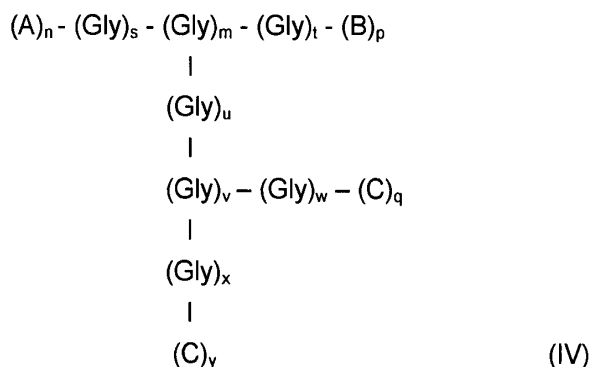 (A)n - (Gly)s - (Gly)m - (Gly)t - (B)p
|
(Gly)u
|
(Gly)v – (Gly)w – (C)q
|
(Gly)x
|
(C)y (IV)